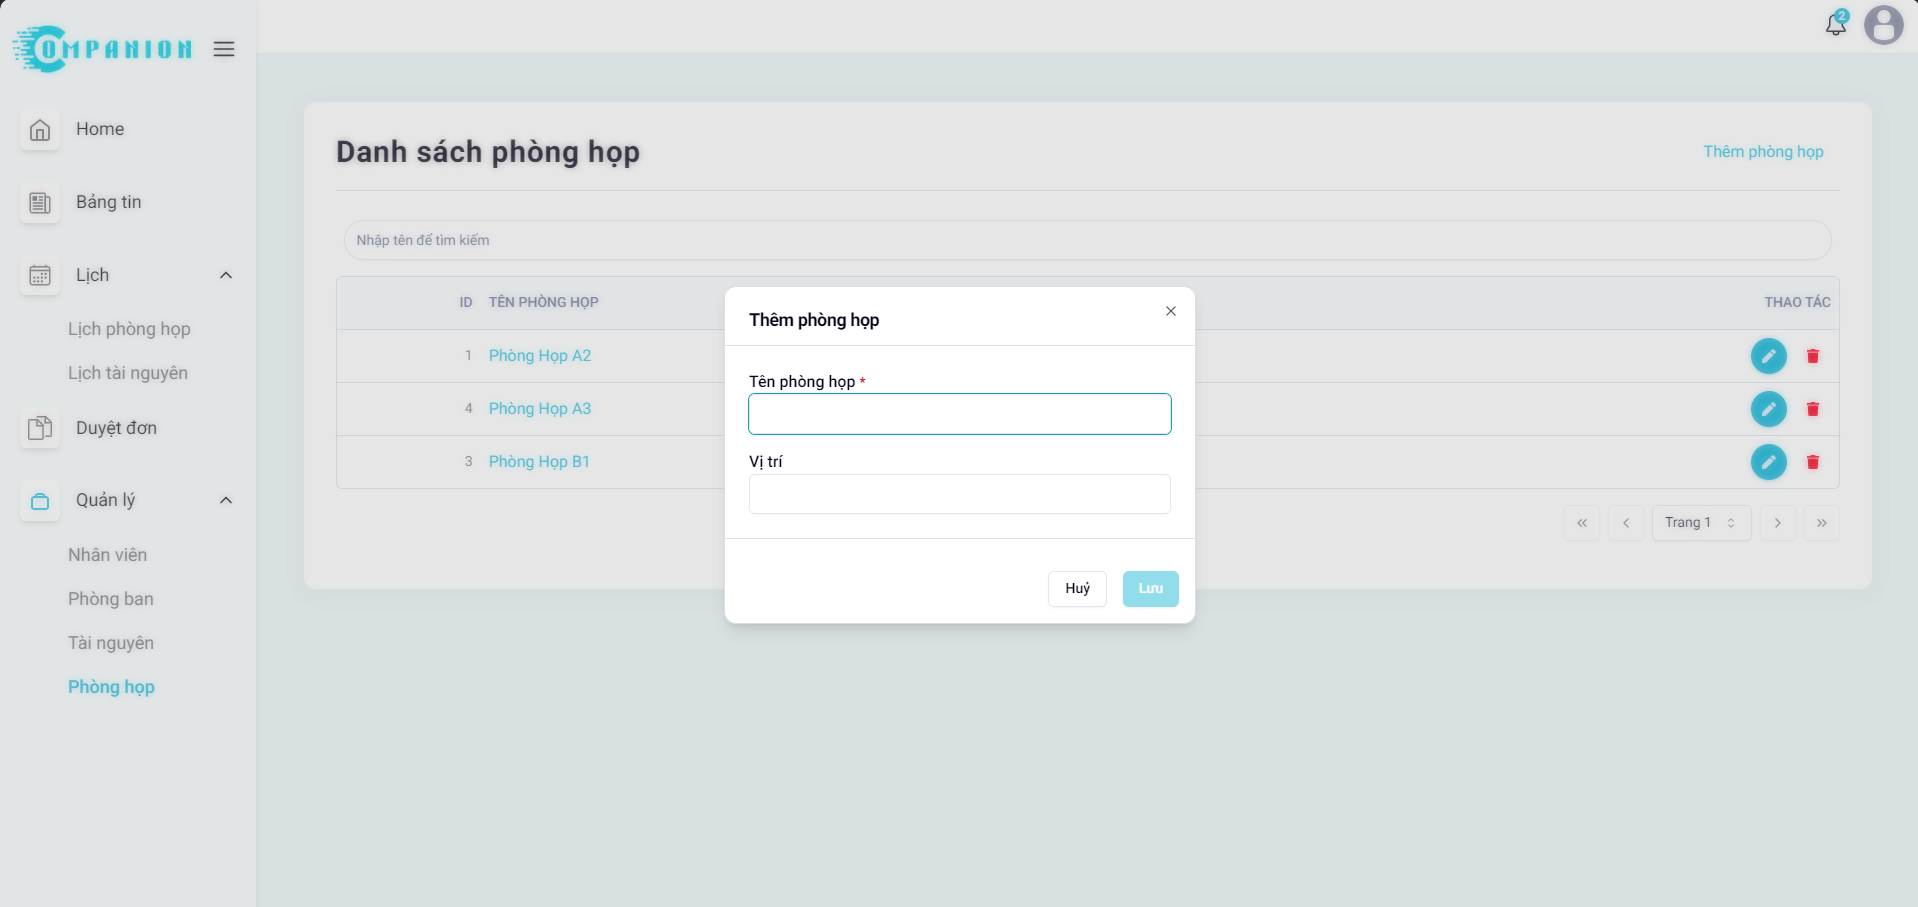 COMPANION
2
Home
Bảng tin
Lịch
Lịch phòng họp
Lịch tài nguyên
Duyệt đơn
Quản lý
Nhân viên
Phòng ban
Tài nguyên
Phòng họp
Danh sách phòng họp
Thêm phòng họp
Nhập tên để tìm kiếm
ID TÊN PHÒNG HỌP THAO TÁC
1 Phòng Họp A2
4 Phòng Họp A3
3 Phòng Họp B1
Trang 1
Thêm phòng họp
Tên phòng họp *
Vị trí
Huỷ Lưu